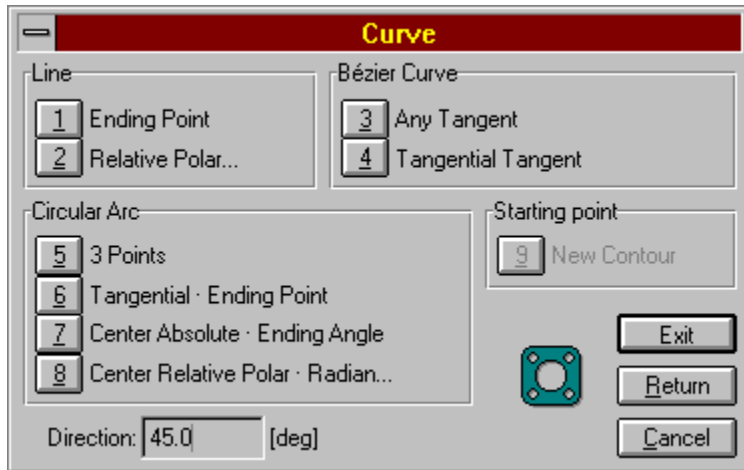 Curve
Line
1 Ending Point
2 Relative Polar...
Bézier Curve
3 Any Tangent
4 Tangential Tangent
Circular Arc
5 3 Points
6 Tangential · Ending Point
7 Center Absolute · Ending Angle
8 Center Relative Polar · Radian...
Starting point
9 New Contour
Exit
Return
Cancel
Direction: 45.0 [deg]